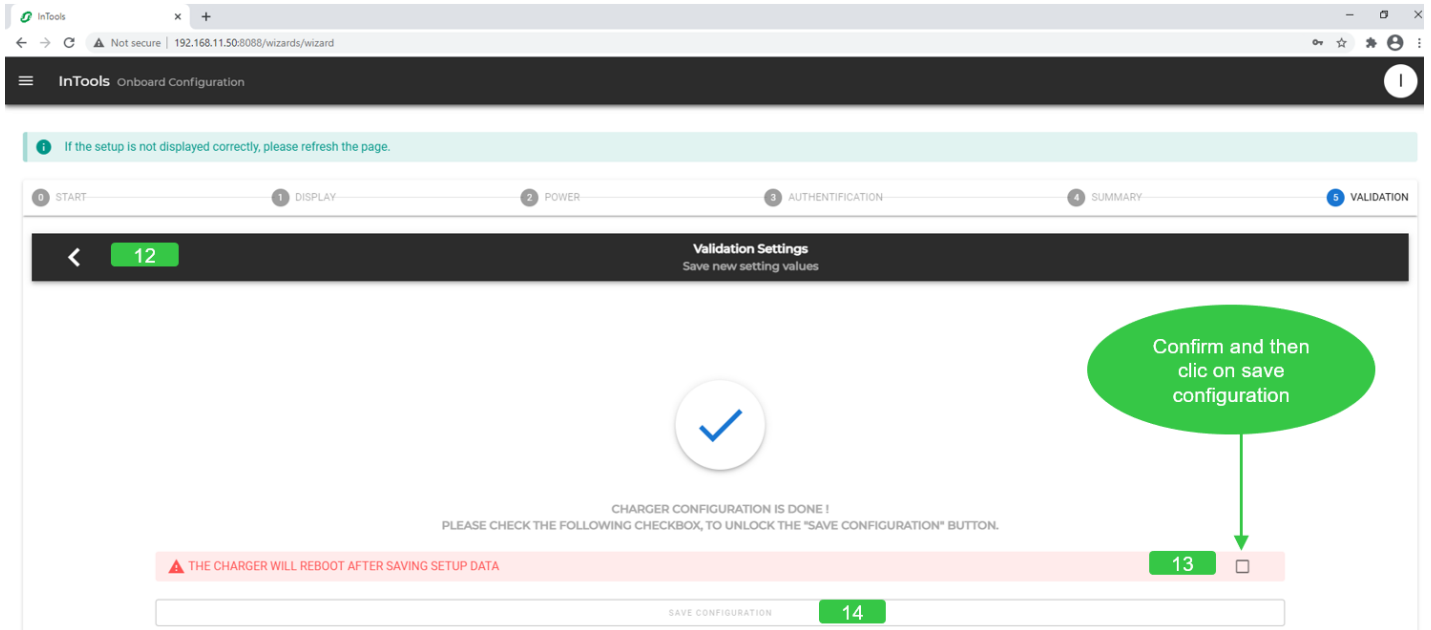 InTools
Not secure | 192.168.11.50:8088/wizards/wizard
InTools Onboard Configuration
I
If the setup is not displayed correctly, please refresh the page.
0 START 1 DISPLAY 2 POWER 3 AUTHENTIFICATION 4 SUMMARY 5 VALIDATION
12
Validation Settings
Save new setting values
Confirm and then
clic on save
configuration
CHARGER CONFIGURATION IS DONE !
PLEASE CHECK THE FOLLOWING CHECKBOX, TO UNLOCK THE "SAVE CONFIGURATION" BUTTON.
THE CHARGER WILL REBOOT AFTER SAVING SETUP DATA 13
SAVE CONFIGURATION 14